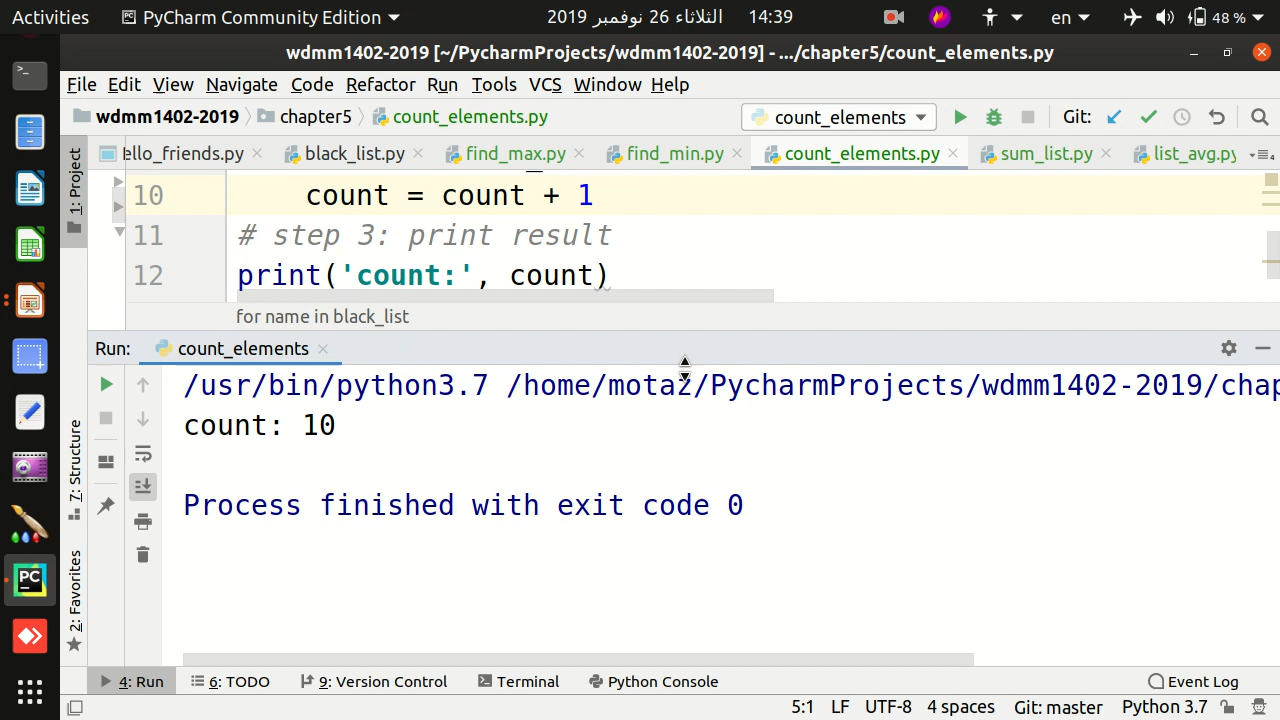 Activities PyCharm Community Edition الثلاثاء 26 نوفمبر 2019 14:39 en 48 %
wdmm1402-2019 [~/PycharmProjects/wdmm1402-2019] - .../chapter5/count_elements.py
File Edit View Navigate Code Refactor Run Tools VCS Window Help
wdmm1402-2019 chapter5 count_elements.py count_elements Git:
ello_friends.py black_list.py find_max.py find_min.py count_elements.py sum_list.py list_avg.py
1: Project
10 count = count + 1
11 # step 3: print result
12 print('count:', count)
for name in black_list
Run: count_elements
/usr/bin/python3.7 /home/motaz/PycharmProjects/wdmm1402-2019/chap
count: 10
Process finished with exit code 0
7: Structure
2: Favorites
4: Run 6: TODO 9: Version Control Terminal Python Console Event Log
5:1 LF UTF-8 4 spaces Git: master Python 3.7